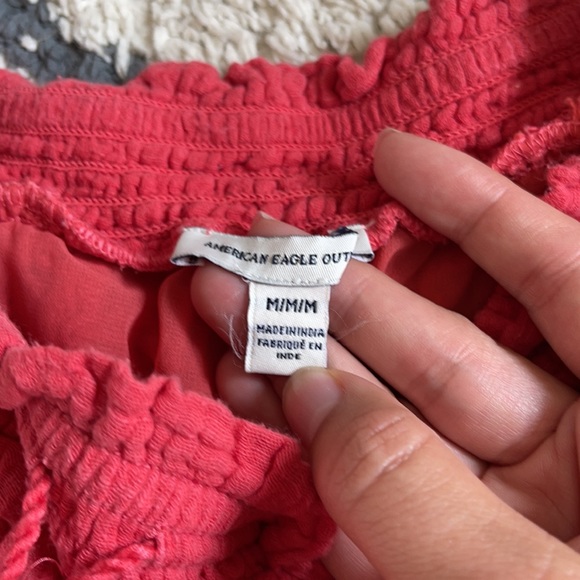 AMERICAN EAGLE OUT
M/M/M
MADE IN INDIA
FABRIQUÉ EN
INDE